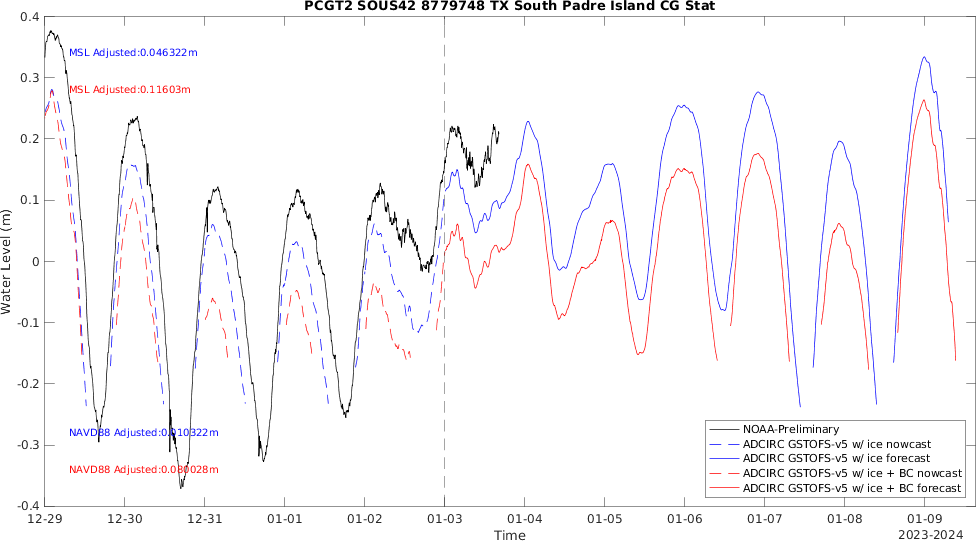 PCGT2 SOUS42 8779748 TX South Padre Island CG Stat
0.4
0.3
0.2
0.1
0
-0.1
-0.2
-0.3
-0.4
Water Level (m)
MSL Adjusted:0.046322m
MSL Adjusted:0.11603m
NAVD88 Adjusted:0.010322m
NAVD88 Adjusted:0.080028m
NOAA-Preliminary
ADCIRC GSTOFS-v5 w/ ice nowcast
ADCIRC GSTOFS-v5 w/ ice forecast
ADCIRC GSTOFS-v5 w/ ice + BC nowcast
ADCIRC GSTOFS-v5 w/ ice + BC forecast
12-29 12-30 12-31 01-01 01-02 01-03 01-04 01-05 01-06 01-07 01-08 01-09
Time
2023-2024